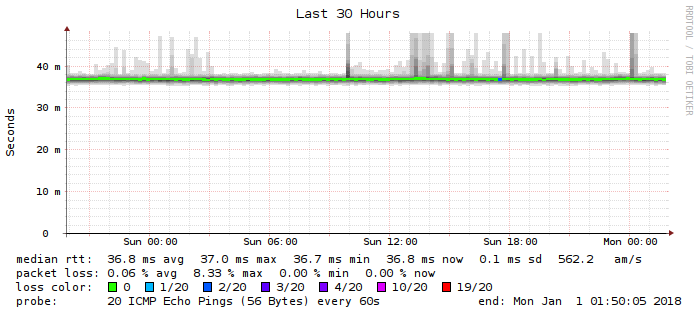 Last 30 Hours
RRDTOOL / TOBI OETIKER
Seconds
40 m
30 m
20 m
10 m
0
Sun 00:00 Sun 06:00 Sun 12:00 Sun 18:00 Mon 00:00
median rtt: 36.8 ms avg 37.0 ms max 36.7 ms min 36.8 ms now 0.1 ms sd 562.2 am/s
packet loss: 0.06 % avg 8.33 % max 0.00 % min 0.00 % now
loss color: 0 1/20 2/20 3/20 4/20 10/20 19/20
probe: 20 ICMP Echo Pings (56 Bytes) every 60s end: Mon Jan 1 01:50:05 2018